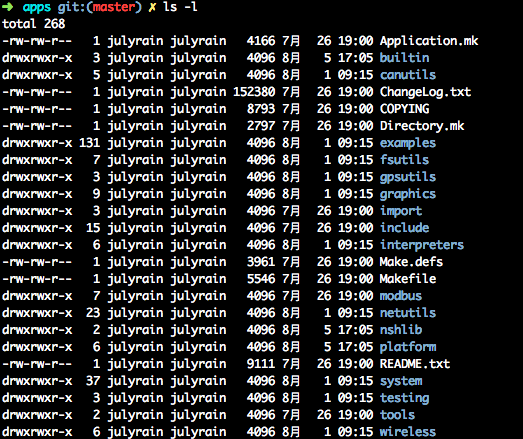 ➜  apps git:(master) ✗ ls -l
total 268
-rw-rw-r--   1 julyrain julyrain   4166 7月  26 19:00 Application.mk
drwxrwxr-x   3 julyrain julyrain   4096 8月   5 17:05 builtin
drwxrwxr-x   5 julyrain julyrain   4096 8月   1 09:15 canutils
-rw-rw-r--   1 julyrain julyrain 152380 7月  26 19:00 ChangeLog.txt
-rw-rw-r--   1 julyrain julyrain   8793 7月  26 19:00 COPYING
-rw-rw-r--   1 julyrain julyrain   2797 7月  26 19:00 Directory.mk
drwxrwxr-x 131 julyrain julyrain   4096 8月   1 09:15 examples
drwxrwxr-x   7 julyrain julyrain   4096 8月   1 09:15 fsutils
drwxrwxr-x   3 julyrain julyrain   4096 8月   1 09:15 gpsutils
drwxrwxr-x   9 julyrain julyrain   4096 8月   1 09:15 graphics
drwxrwxr-x   3 julyrain julyrain   4096 7月  26 19:00 import
drwxrwxr-x  15 julyrain julyrain   4096 7月  26 19:00 include
drwxrwxr-x   6 julyrain julyrain   4096 8月   1 09:15 interpreters
-rw-rw-r--   1 julyrain julyrain   3961 7月  26 19:00 Make.defs
-rw-rw-r--   1 julyrain julyrain   5546 7月  26 19:00 Makefile
drwxrwxr-x   7 julyrain julyrain   4096 7月  26 19:00 modbus
drwxrwxr-x  23 julyrain julyrain   4096 8月   1 09:15 netutils
drwxrwxr-x   2 julyrain julyrain   4096 8月   5 17:05 nshlib
drwxrwxr-x   6 julyrain julyrain   4096 8月   5 17:05 platform
-rw-rw-r--   1 julyrain julyrain   9111 7月  26 19:00 README.txt
drwxrwxr-x  37 julyrain julyrain   4096 8月   1 09:15 system
drwxrwxr-x   3 julyrain julyrain   4096 8月   1 09:15 testing
drwxrwxr-x   2 julyrain julyrain   4096 7月  26 19:00 tools
drwxrwxr-x   6 julyrain julyrain   4096 8月   1 09:15 wireless